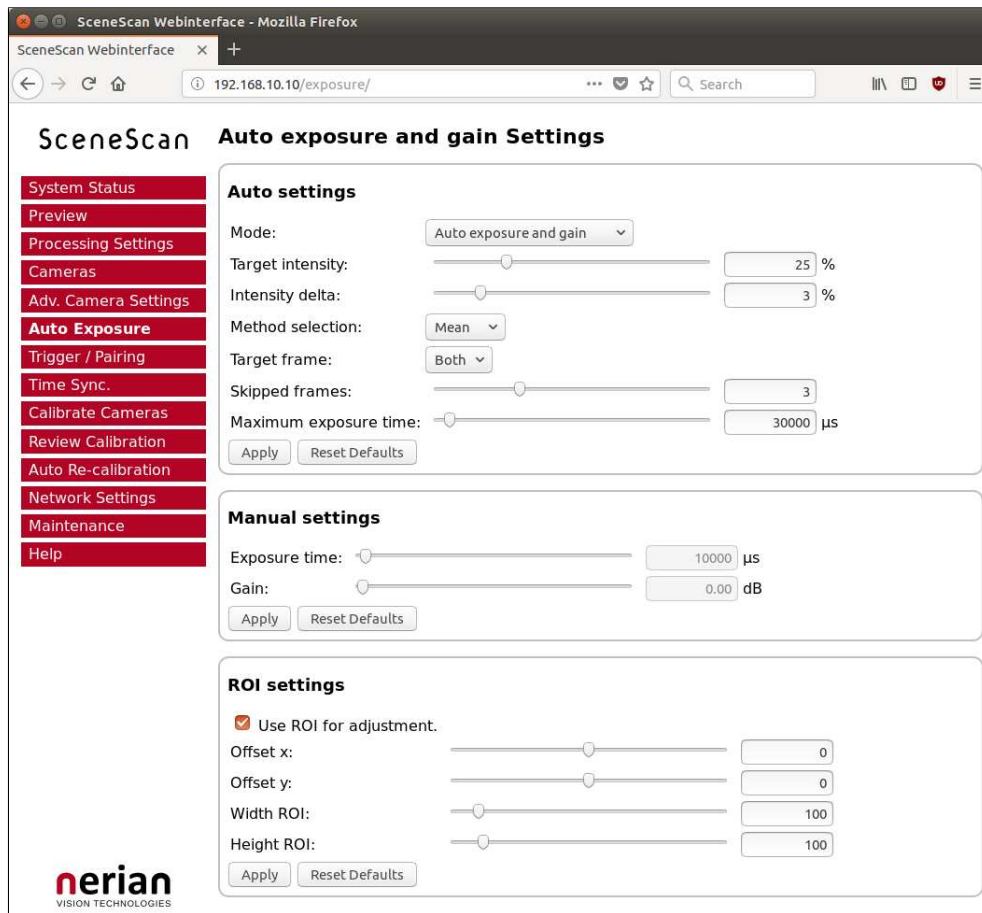 SceneScan Webinterface - Mozilla Firefox
SceneScan Webinterface
192.168.10.10/exposure/
Search
SceneScan
System Status
Preview
Processing Settings
Cameras
Adv. Camera Settings
Auto Exposure
Trigger / Pairing
Time Sync.
Calibrate Cameras
Review Calibration
Auto Re-calibration
Network Settings
Maintenance
Help
nerian
VISION TECHNOLOGIES
Auto exposure and gain Settings
Auto settings
Mode: Auto exposure and gain
Target intensity: 25 %
Intensity delta: 3 %
Method selection: Mean
Target frame: Both
Skipped frames: 3
Maximum exposure time: 30000 µs
Apply Reset Defaults
Manual settings
Exposure time: 10000 µs
Gain: 0.00 dB
Apply Reset Defaults
ROI settings
Use ROI for adjustment.
Offset x: 0
Offset y: 0
Width ROI: 100
Height ROI: 100
Apply Reset Defaults